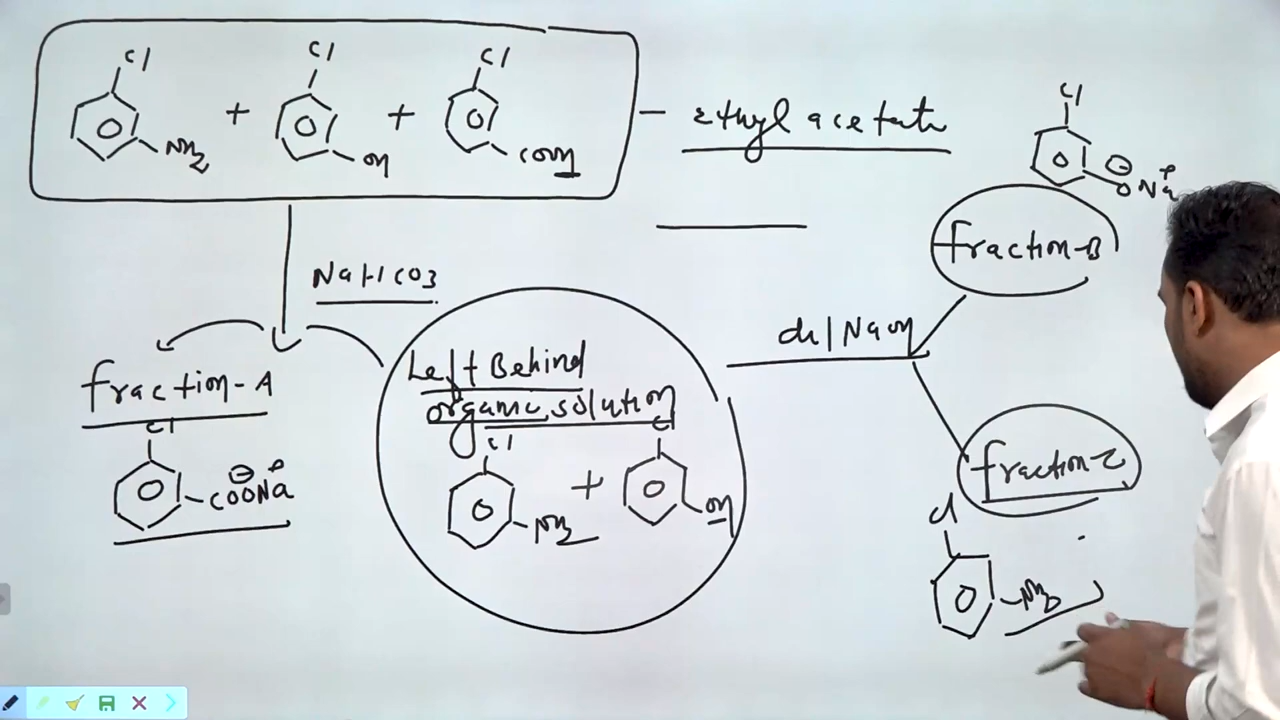 Cl Cl Cl
NH2 + OH + COOH
ethyl acetate
Cl
⊖ ONa ⊕
NaHCO3
fraction-A
Cl
⊖ ⊕ COONa
Left Behind
organic solution
Cl Cl
NH2 + OH
dil NaOH
fraction-B
fraction-C
Cl
NH2